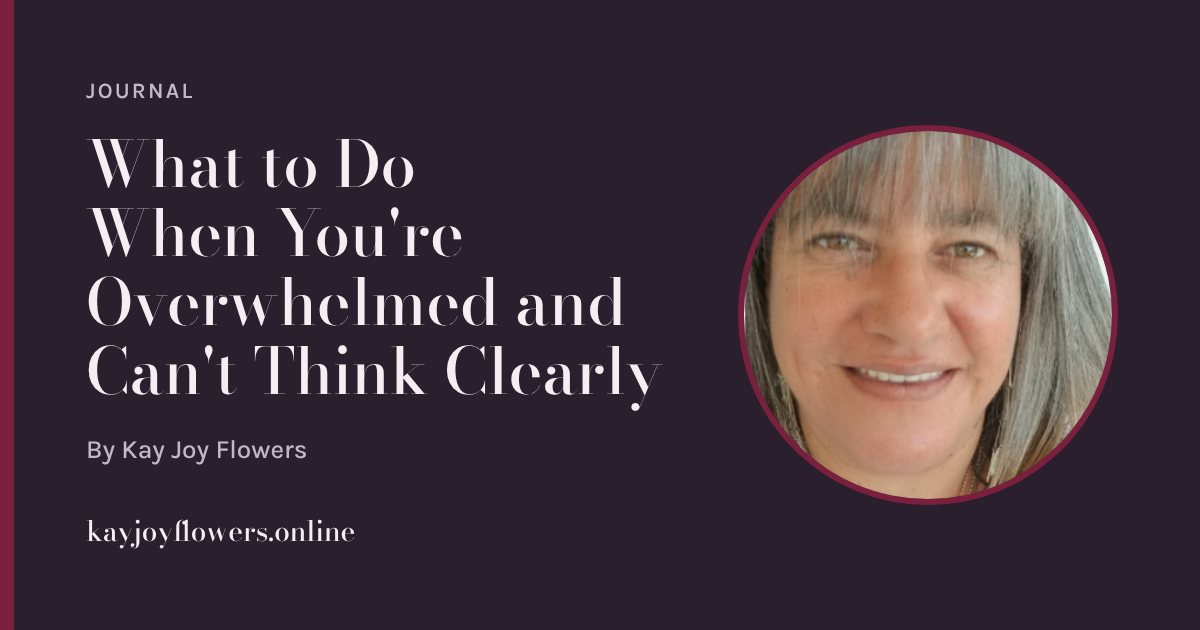 JOURNAL
What to Do
When You're
Overwhelmed and
Can't Think Clearly
By Kay Joy Flowers
kayjoyflowers.online